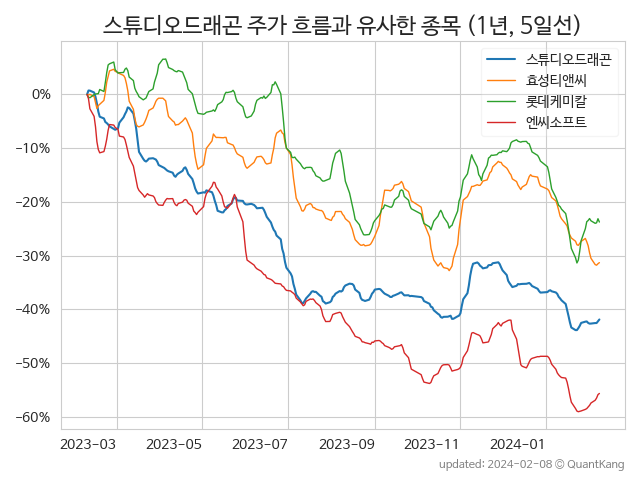 스튜디오드래곤 주가 흐름과 유사한 종목 (1년, 5일선)
스튜디오드래곤
효성티앤씨
롯데케미칼
엔씨소프트
0%
−10%
−20%
−30%
−40%
−50%
−60%
2023-03 2023-05 2023-07 2023-09 2023-11 2024-01
updated: 2024-02-08 © QuantKang